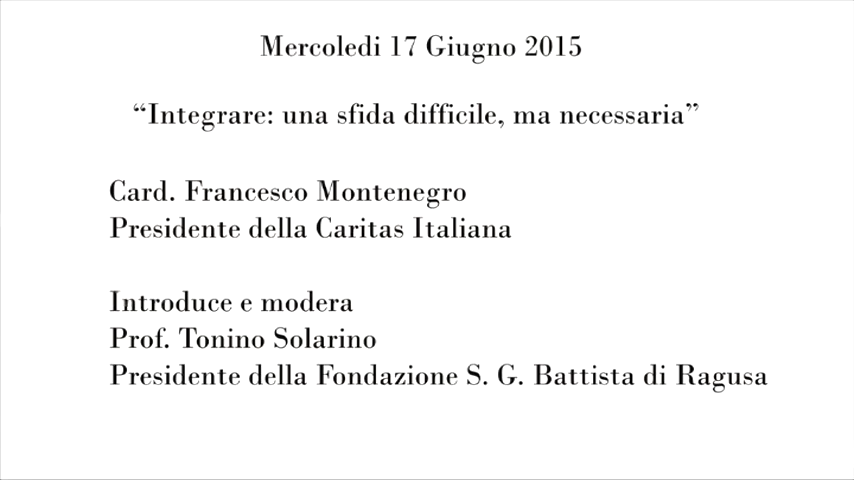 Mercoledi 17 Giugno 2015
“Integrare: una sfida difficile, ma necessaria”
Card. Francesco Montenegro
Presidente della Caritas Italiana
Introduce e modera
Prof. Tonino Solarino
Presidente della Fondazione S. G. Battista di Ragusa